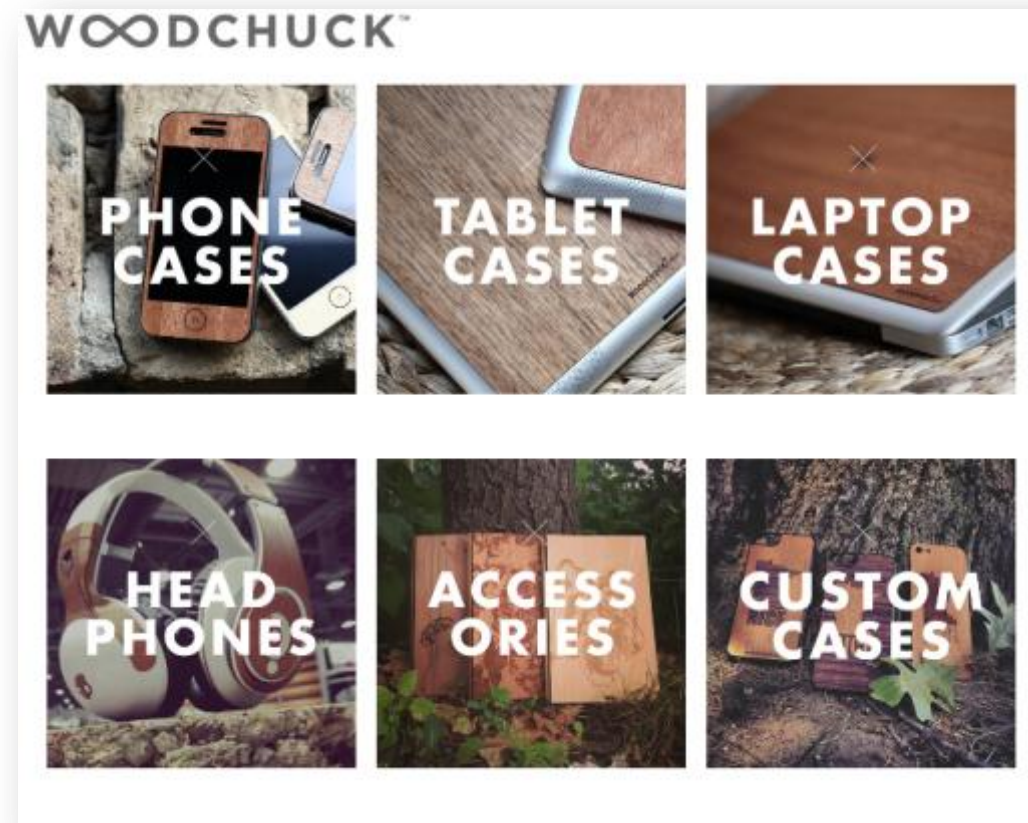 WOODCHUCK™
PHONE
CASES
TABLET
CASES
LAPTOP
CASES
HEAD
PHONES
ACCESS
ORIES
CUSTOM
CASES